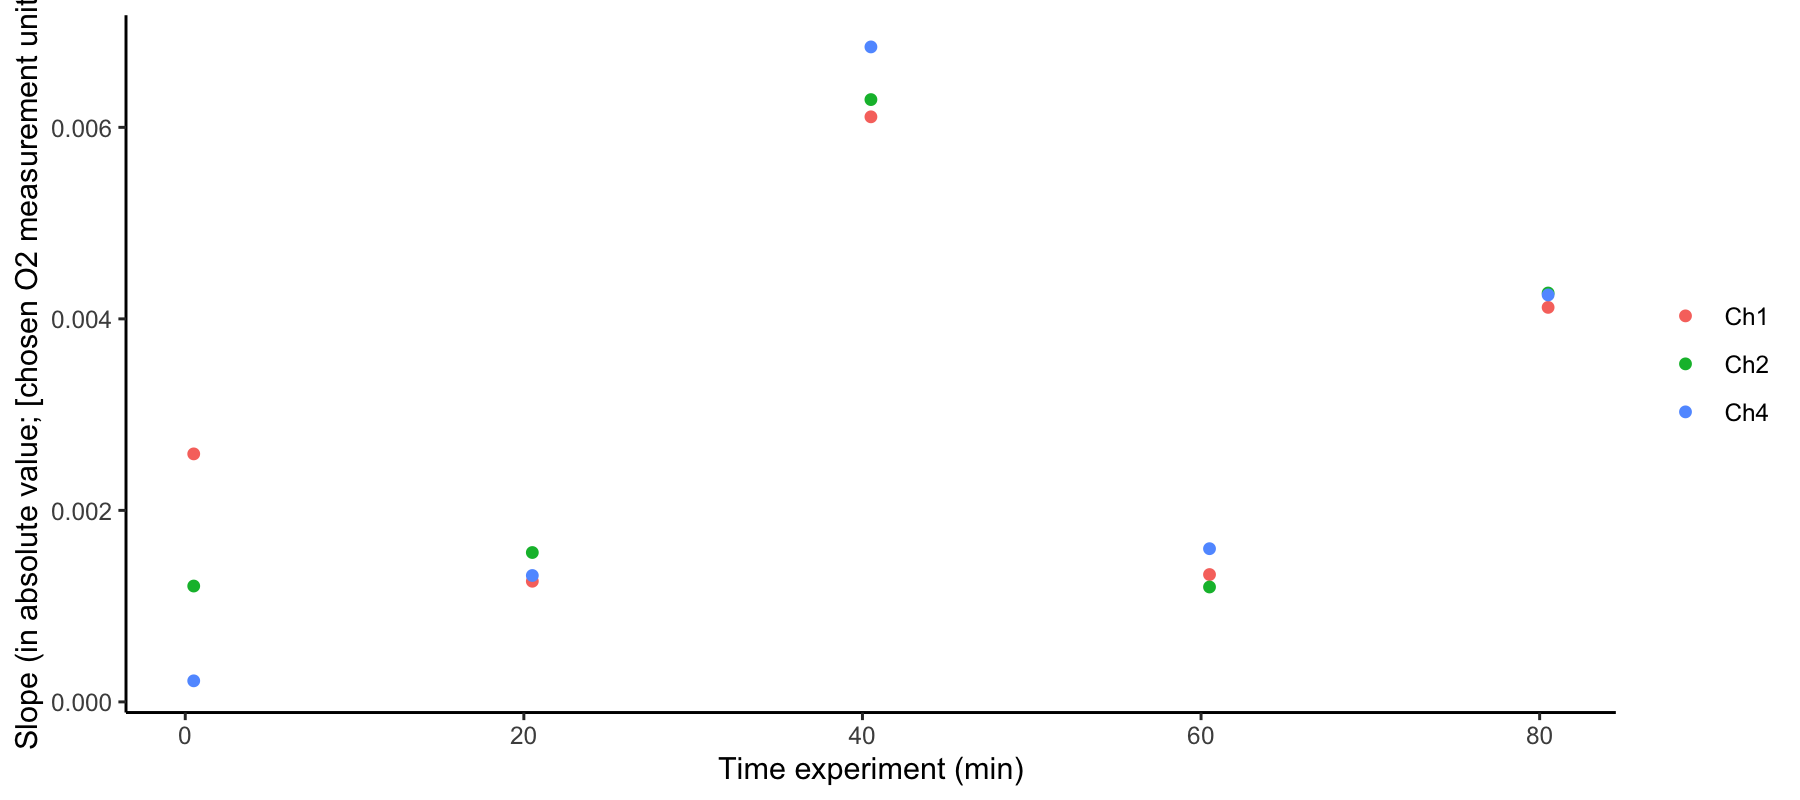 Slope (in absolute value; [chosen O2 measurement unit
0.006
0.004
0.002
0.000
0
20
40
60
80
Time experiment (min)
Ch1
Ch2
Ch4